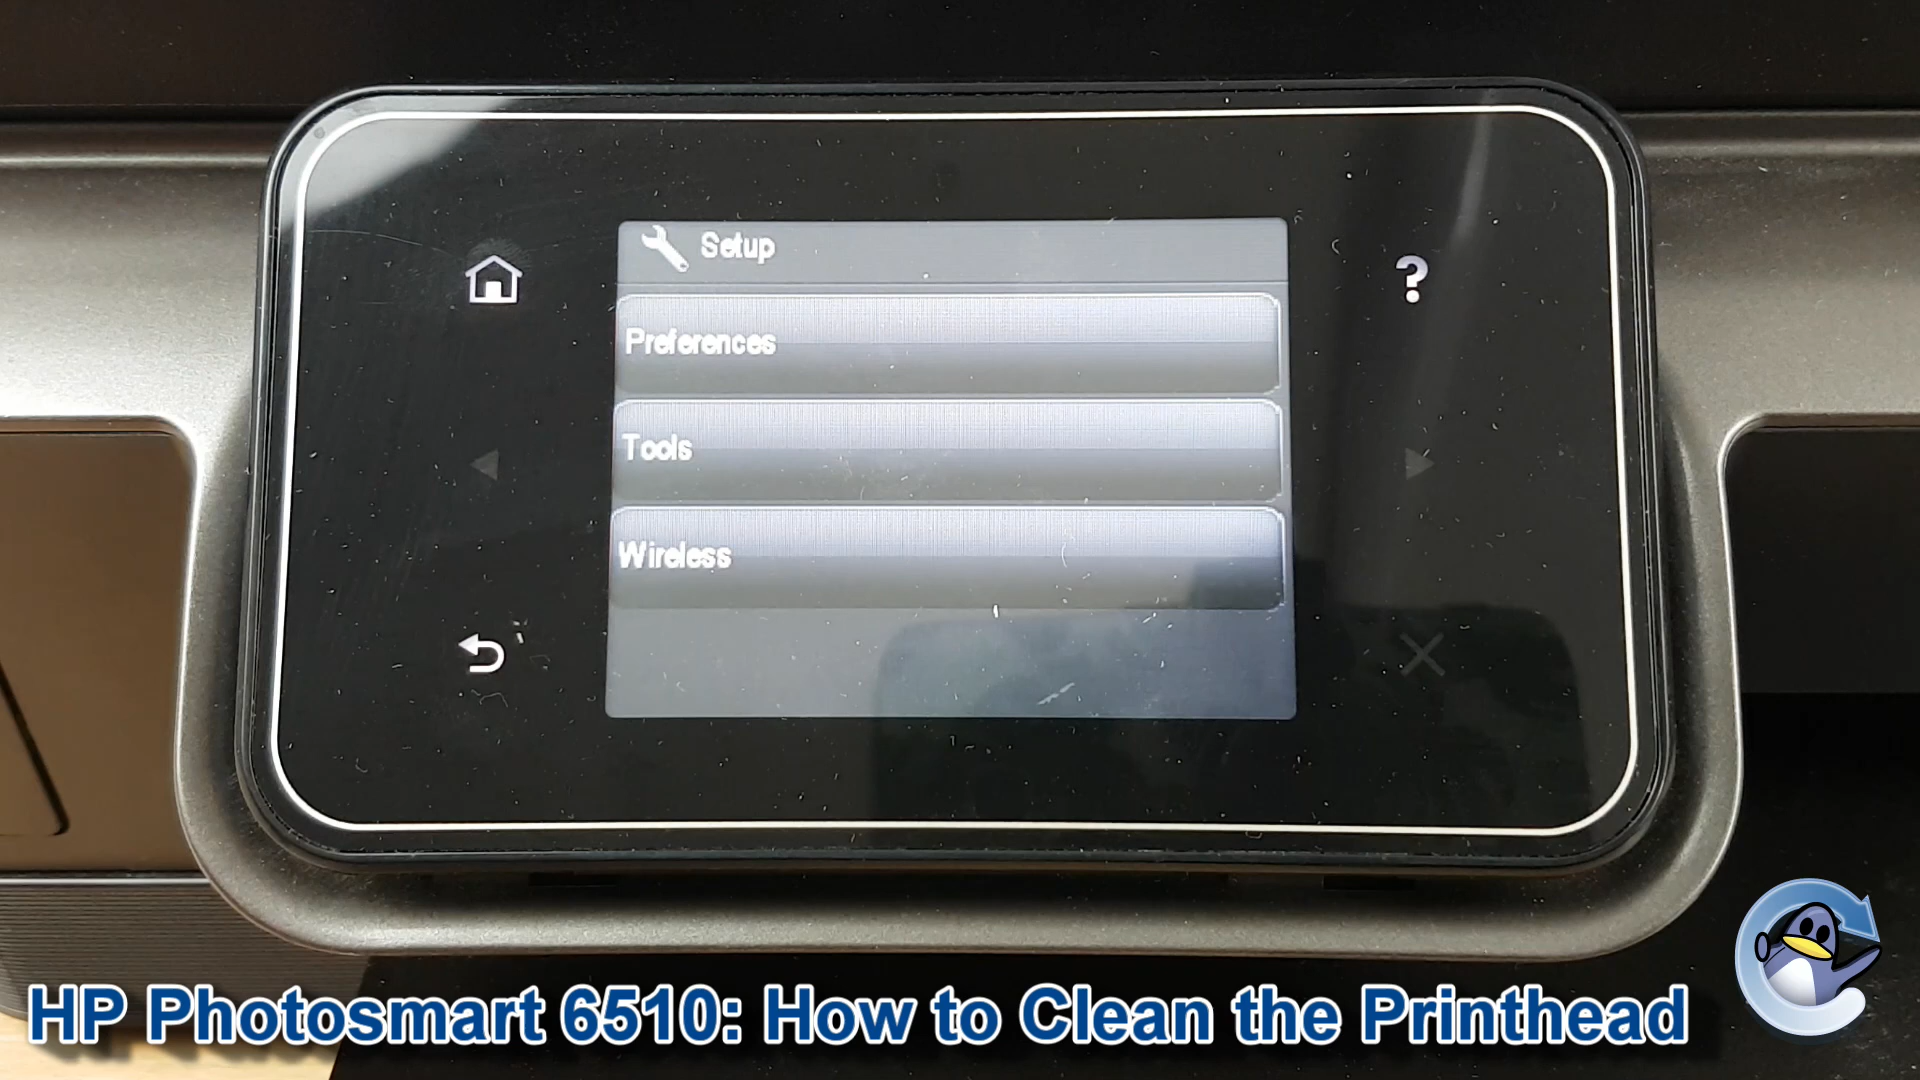 Setup
?
Preferences
Tools
Wireless
HP Photosmart 6510: How to Clean the Printhead